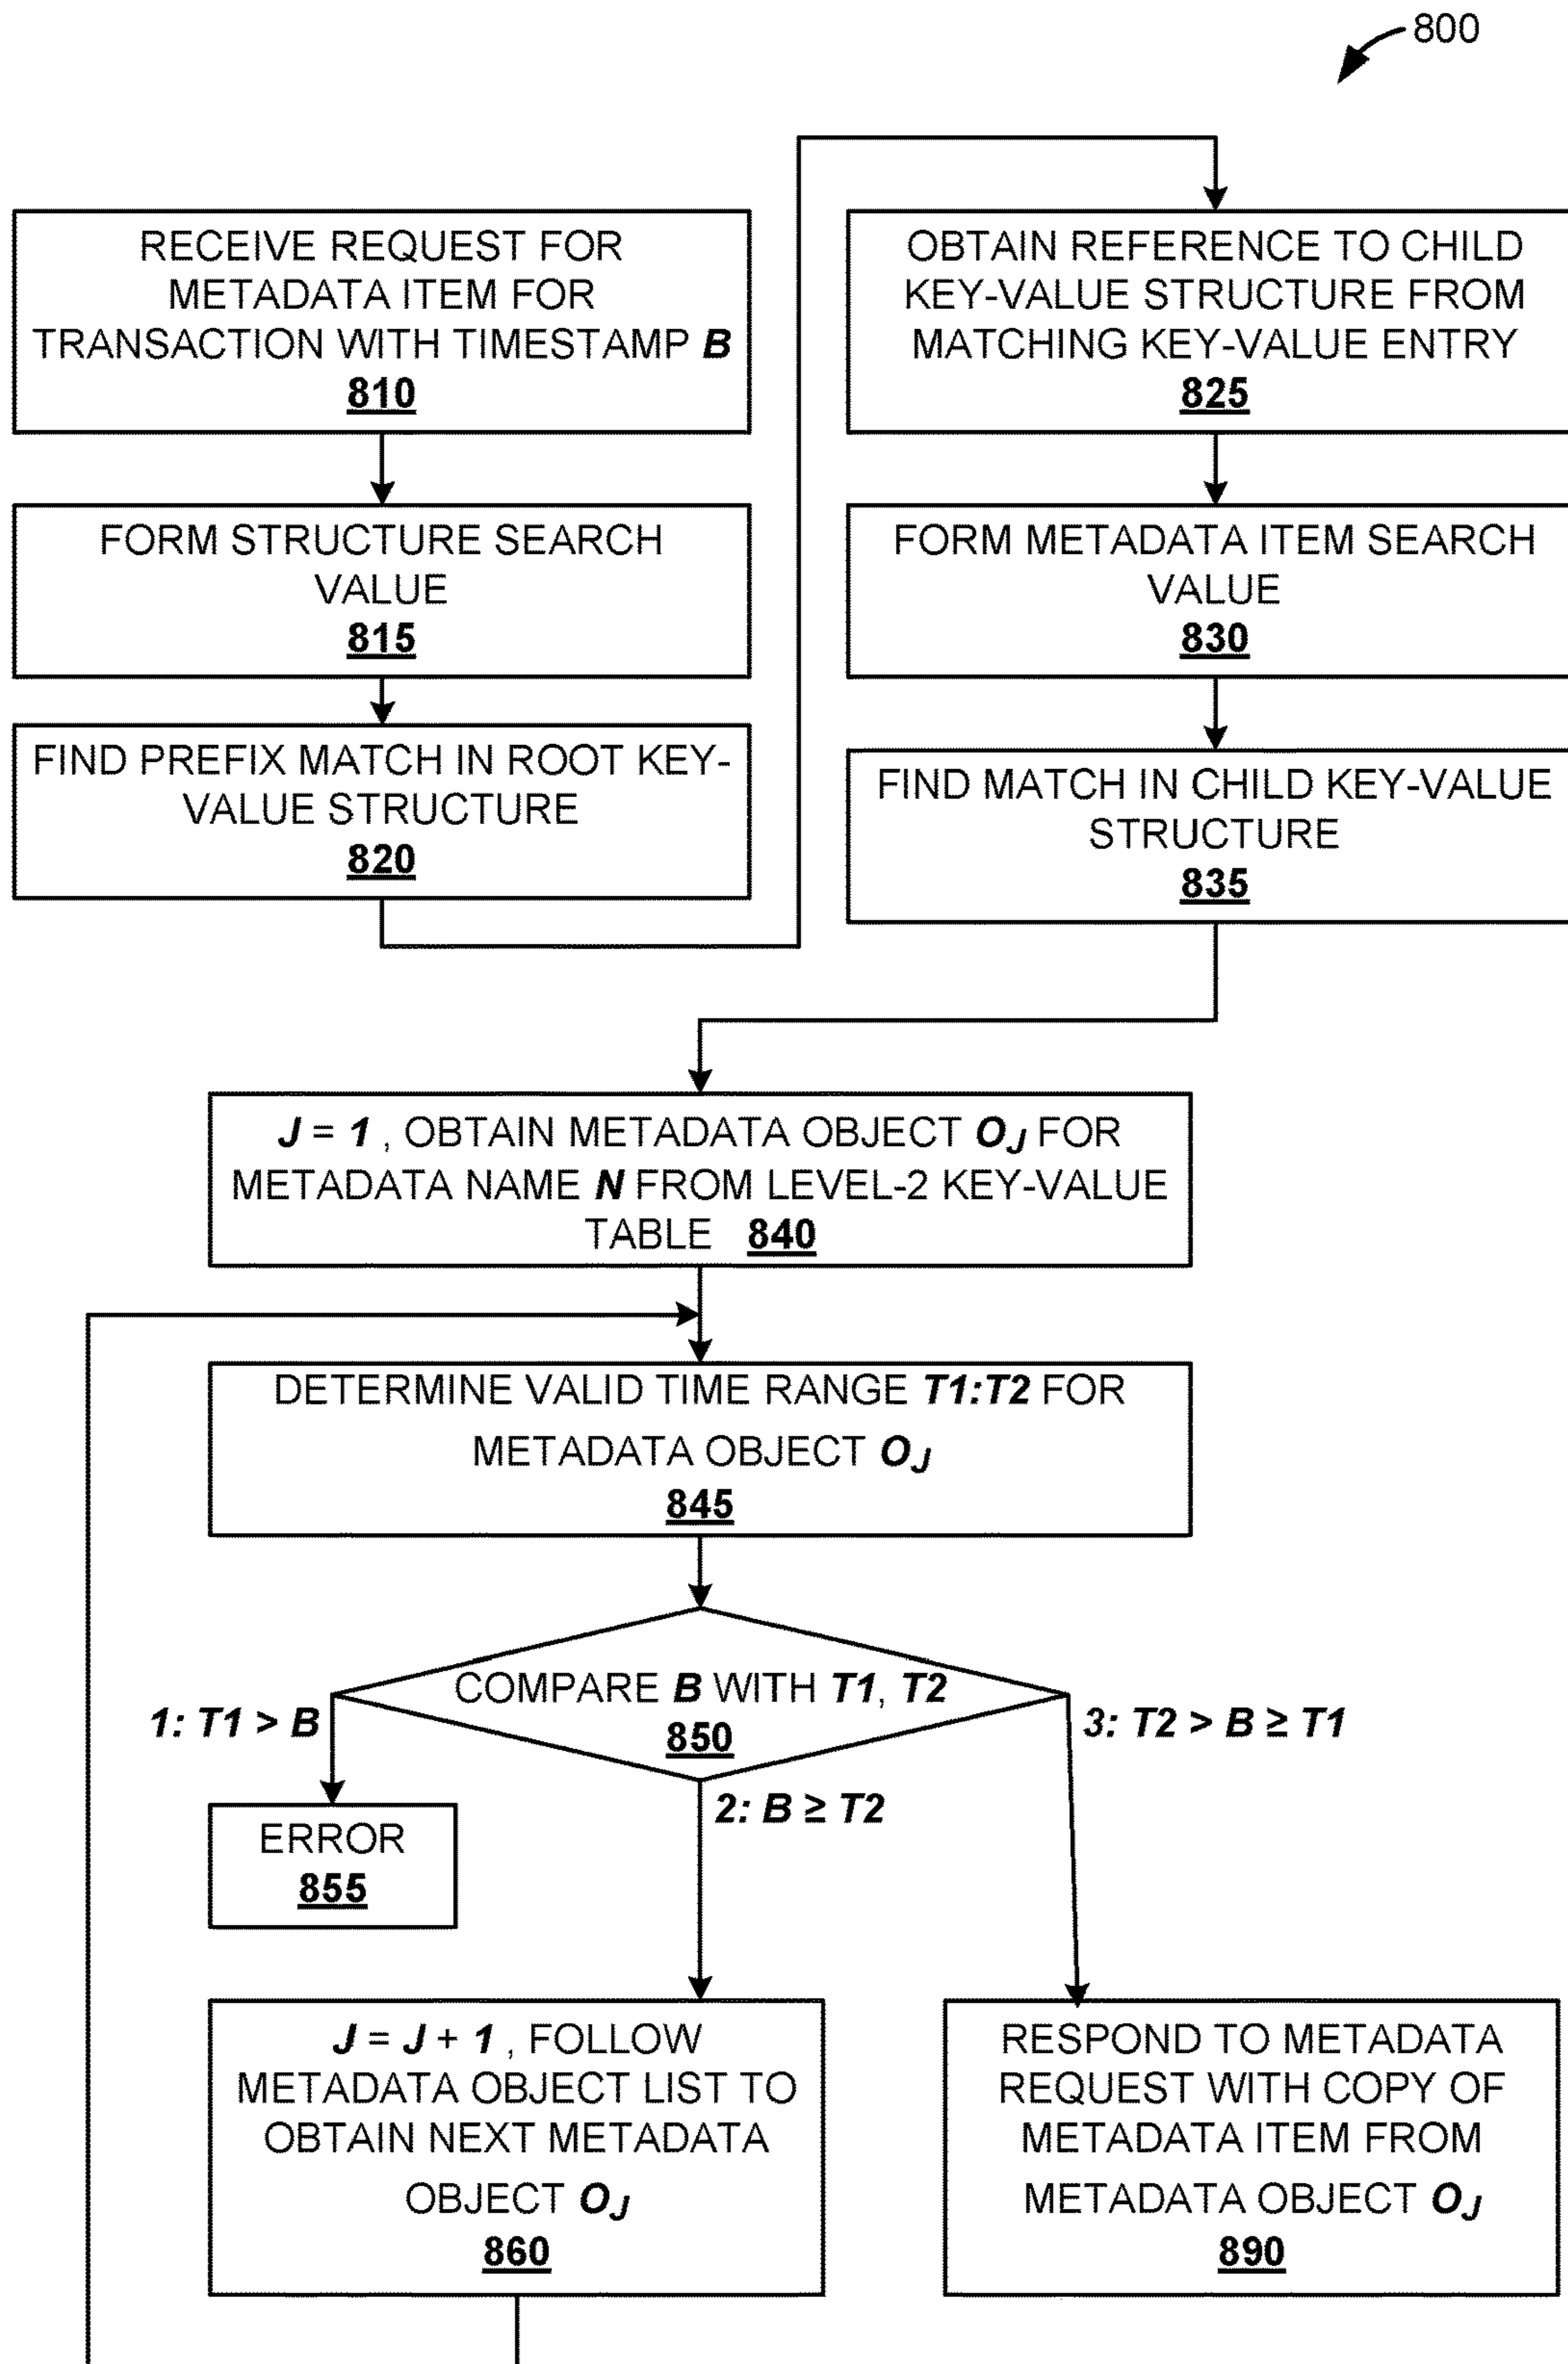 800
RECEIVE REQUEST FOR
METADATA ITEM FOR
TRANSACTION WITH TIMESTAMP B
810
FORM STRUCTURE SEARCH
VALUE
815
FIND PREFIX MATCH IN ROOT KEY-
VALUE STRUCTURE
820
OBTAIN REFERENCE TO CHILD
KEY-VALUE STRUCTURE FROM
MATCHING KEY-VALUE ENTRY
825
FORM METADATA ITEM SEARCH
VALUE
830
FIND MATCH IN CHILD KEY-VALUE
STRUCTURE
835
J = 1 , OBTAIN METADATA OBJECT OJ FOR
METADATA NAME N FROM LEVEL-2 KEY-VALUE
TABLE 840
DETERMINE VALID TIME RANGE T1:T2 FOR
METADATA OBJECT OJ
845
COMPARE B WITH T1, T2
850
1: T1 > B
3: T2 > B ≥ T1
2: B ≥ T2
ERROR
855
J = J + 1 , FOLLOW
METADATA OBJECT LIST TO
OBTAIN NEXT METADATA
OBJECT OJ
860
RESPOND TO METADATA
REQUEST WITH COPY OF
METADATA ITEM FROM
METADATA OBJECT OJ
890